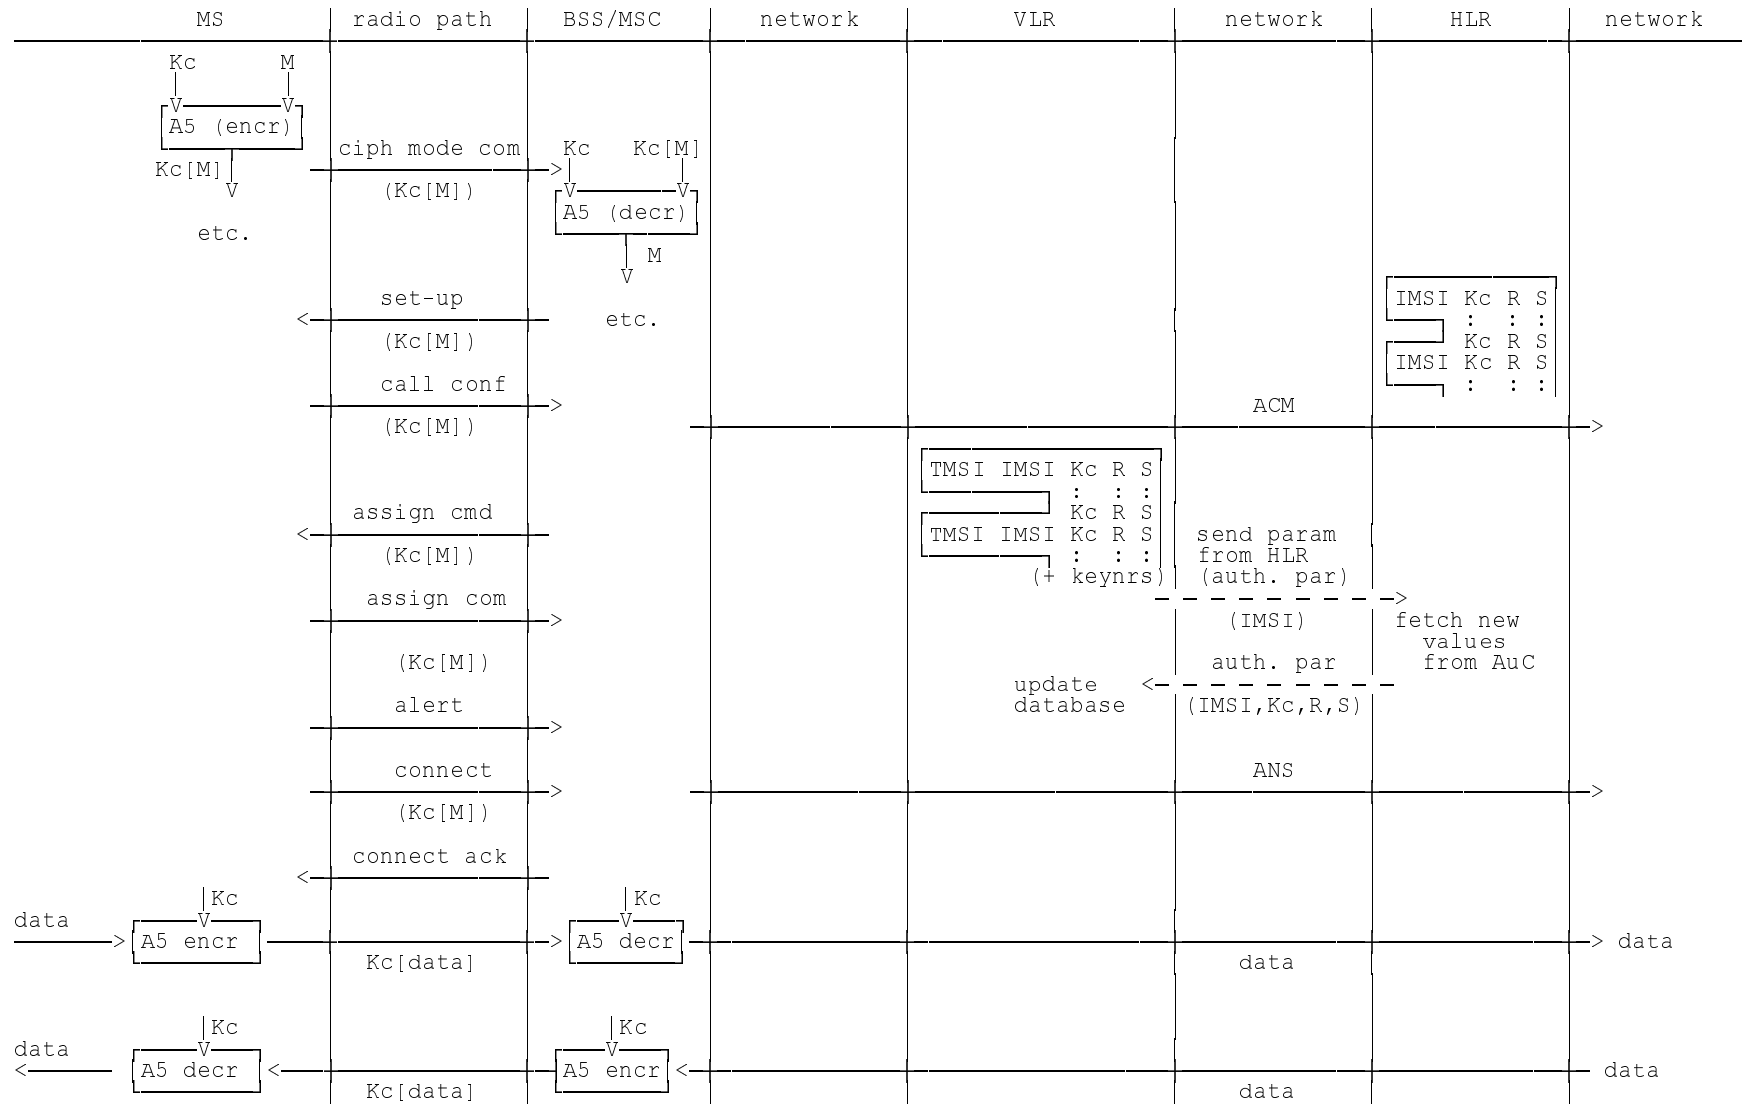 MS radio path BSS/MSC network VLR network HLR network
Kc M
V V
A5 (encr)
ciph mode com Kc Kc[M]
Kc[M] >
V (Kc[M]) V V
A5 (decr)
etc.
M
V
set-up IMSI Kc R S
< etc. : : :
(Kc[M]) Kc R S
IMSI Kc R S
call conf : : :
> ACM
(Kc[M]) >
TMSI IMSI Kc R S
: : :
assign cmd Kc R S
< TMSI IMSI Kc R S send param
(Kc[M]) : : : from HLR
(+ keynrs) (auth. par)
assign com >
> (IMSI) fetch new
values
(Kc[M]) auth. par from AuC
update <
alert database (IMSI,Kc,R,S)
>
connect ANS
> >
(Kc[M])
connect ack
<
Kc Kc
data V V
> A5 encr > A5 decr > data
Kc[data] data
Kc Kc
data V V
< A5 decr < A5 encr < data
Kc[data] data